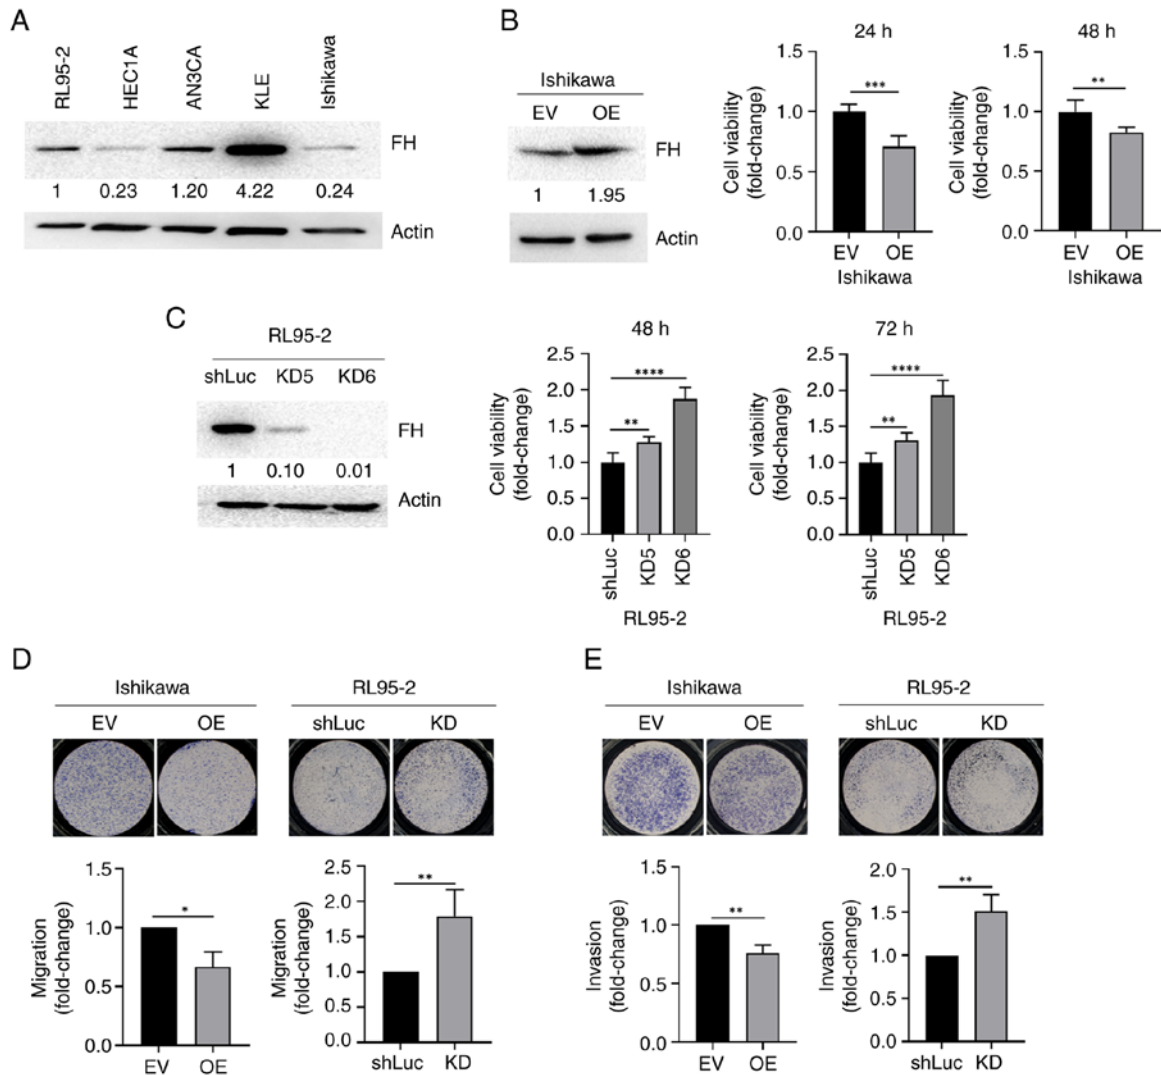 A
RL95-2 HEC1A AN3CA KLE Ishikawa
FH
1 0.23 1.20 4.22 0.24
Actin
B
Ishikawa
EV OE
FH
1 1.95
Actin
24 h
Cell viability
(fold-change)
1.5
1.0
0.5
0.0
***
EV OE
Ishikawa
48 h
Cell viability
(fold-change)
1.5
1.0
0.5
0.0
**
EV OE
Ishikawa
C
RL95-2
shLuc KD5 KD6
FH
1 0.10 0.01
Actin
48 h
Cell viability
(fold-change)
2.5
2.0
1.5
1.0
0.5
0.0
****
**
shLuc KD5 KD6
RL95-2
72 h
Cell viability
(fold-change)
2.5
2.0
1.5
1.0
0.5
0.0
****
**
shLuc KD5 KD6
RL95-2
D
Ishikawa RL95-2
EV OE shLuc KD
Migration
(fold-change)
1.5
1.0
0.5
0.0
*
EV OE
Migration
(fold-change)
2.5
2.0
1.5
1.0
0.5
0.0
**
shLuc KD
E
Ishikawa RL95-2
EV OE shLuc KD
Invasion
(fold-change)
1.5
1.0
0.5
0.0
**
EV OE
Invasion
(fold-change)
2.0
1.5
1.0
0.5
0.0
**
shLuc KD